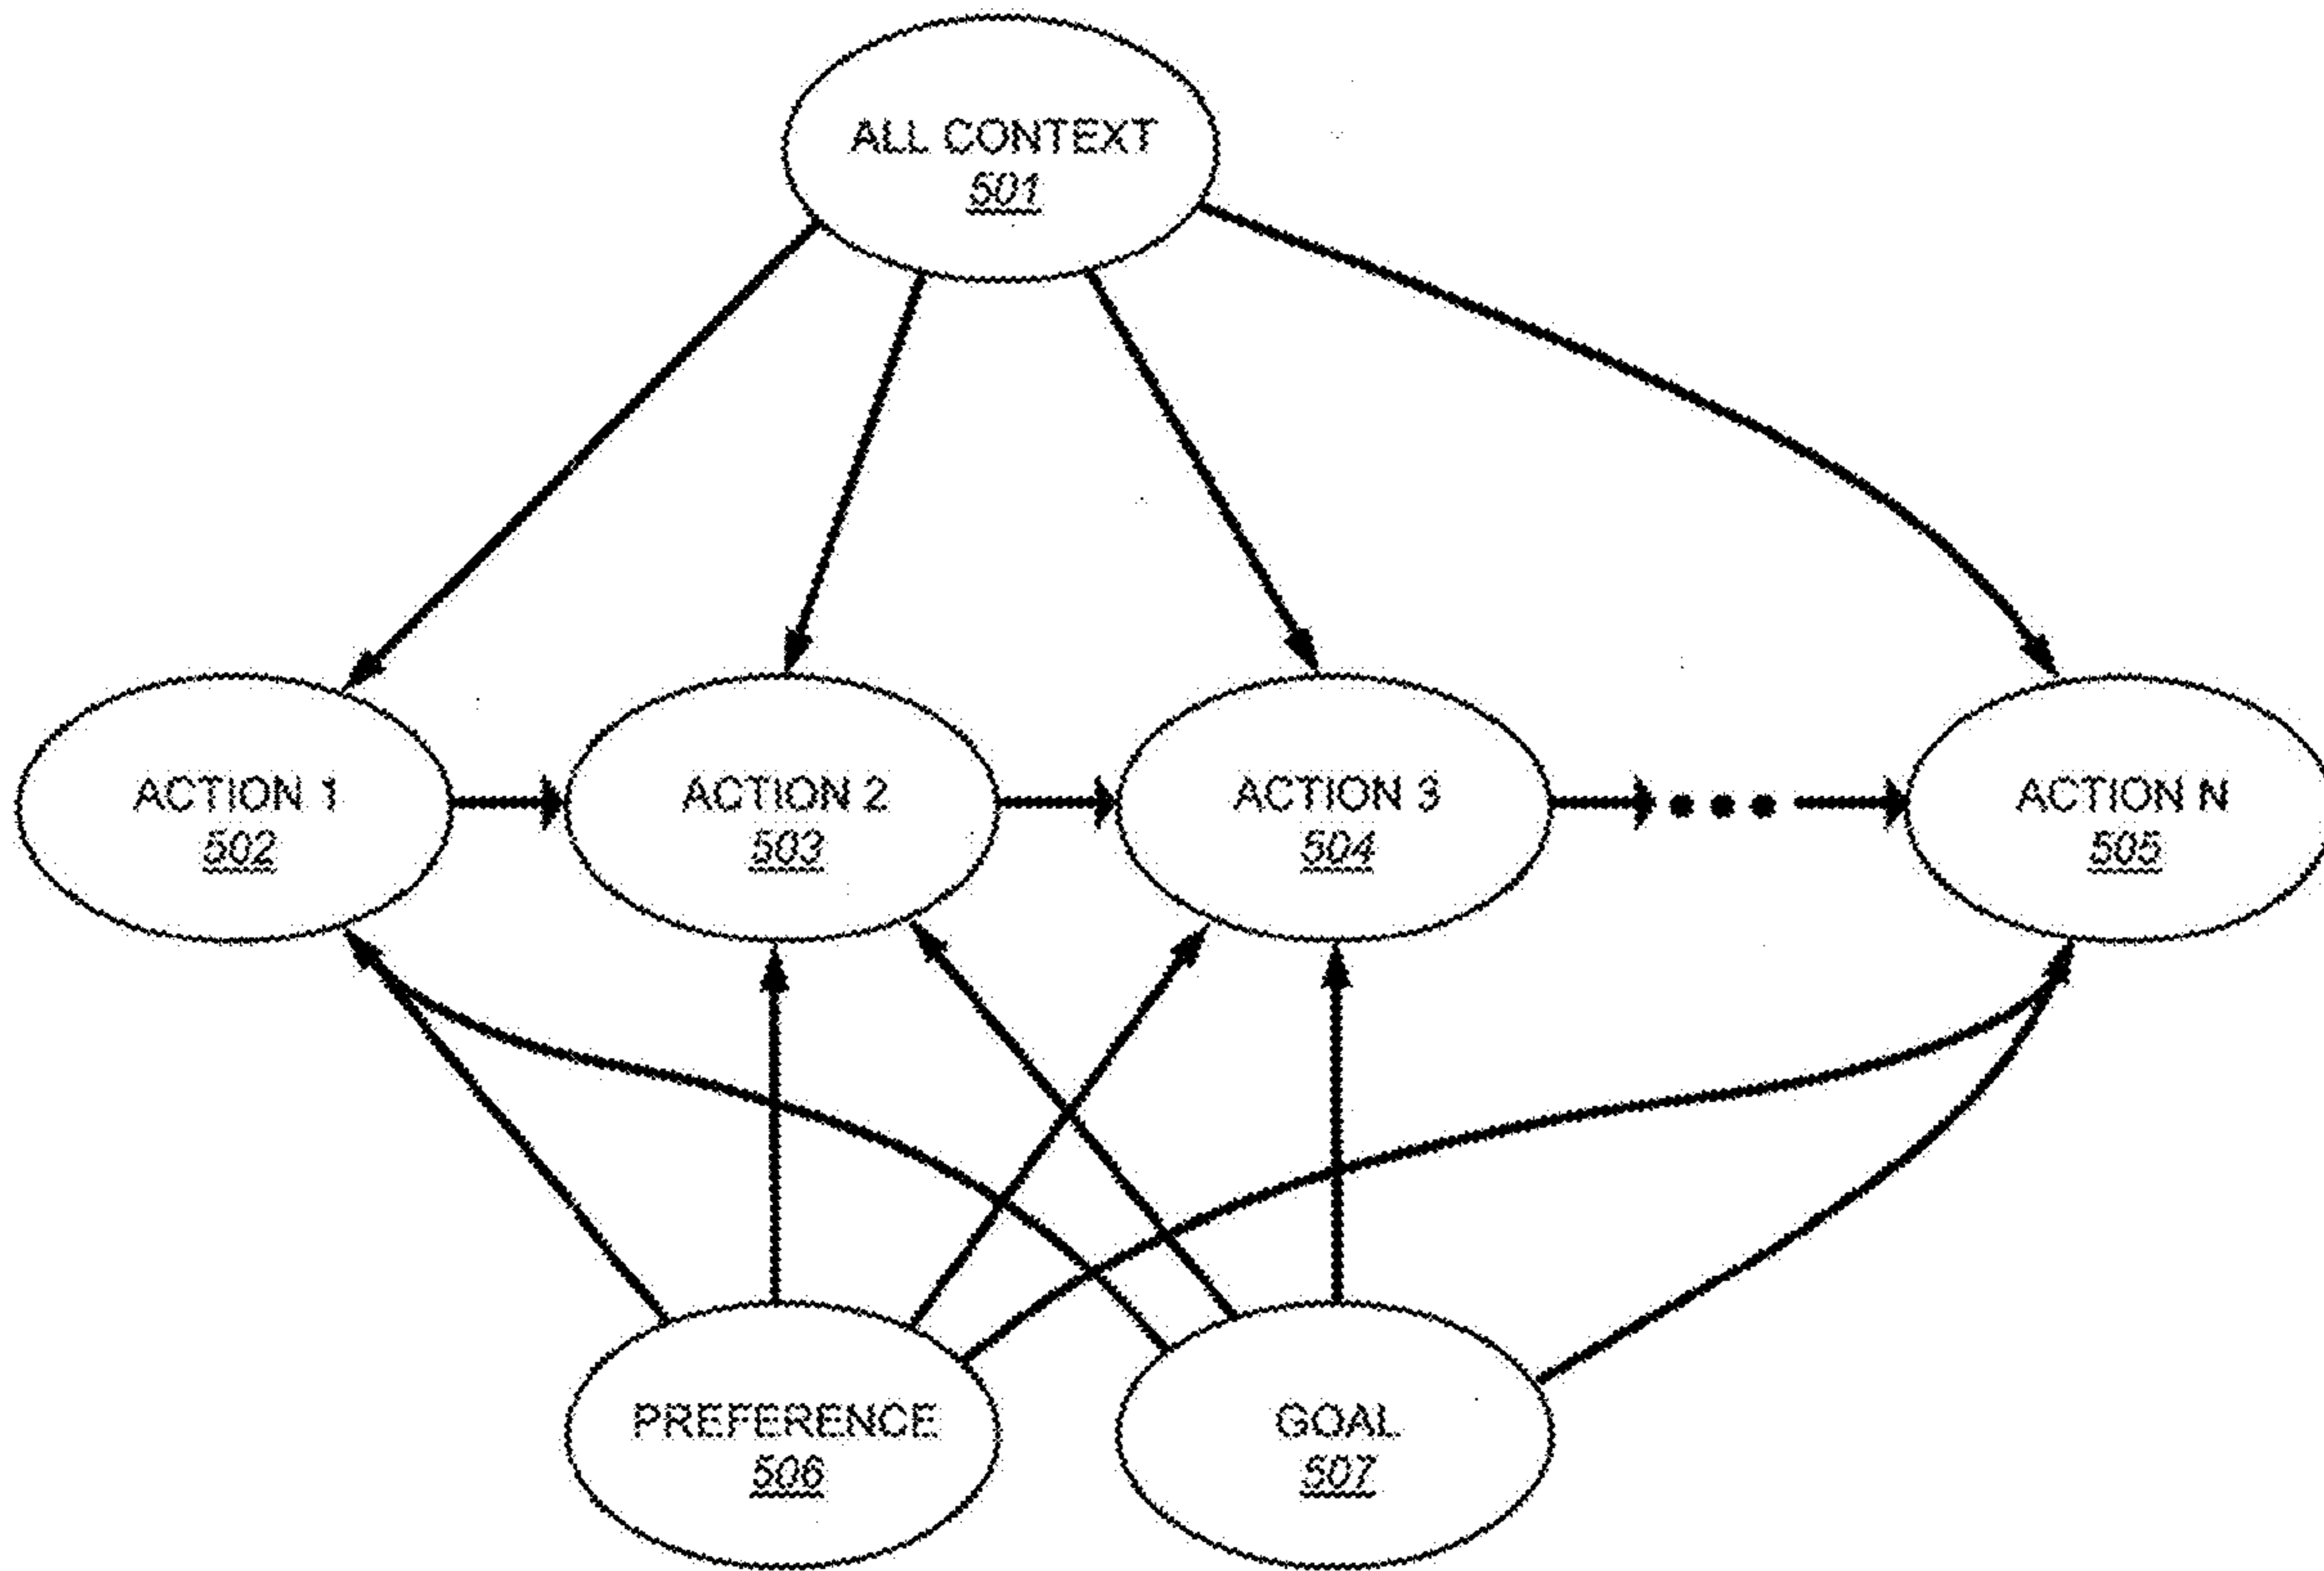 ALL CONTEXT
501
ACTION 1
502
ACTION 2
503
ACTION 3
504
ACTION N
505
PREFERENCE
506
GOAL
507